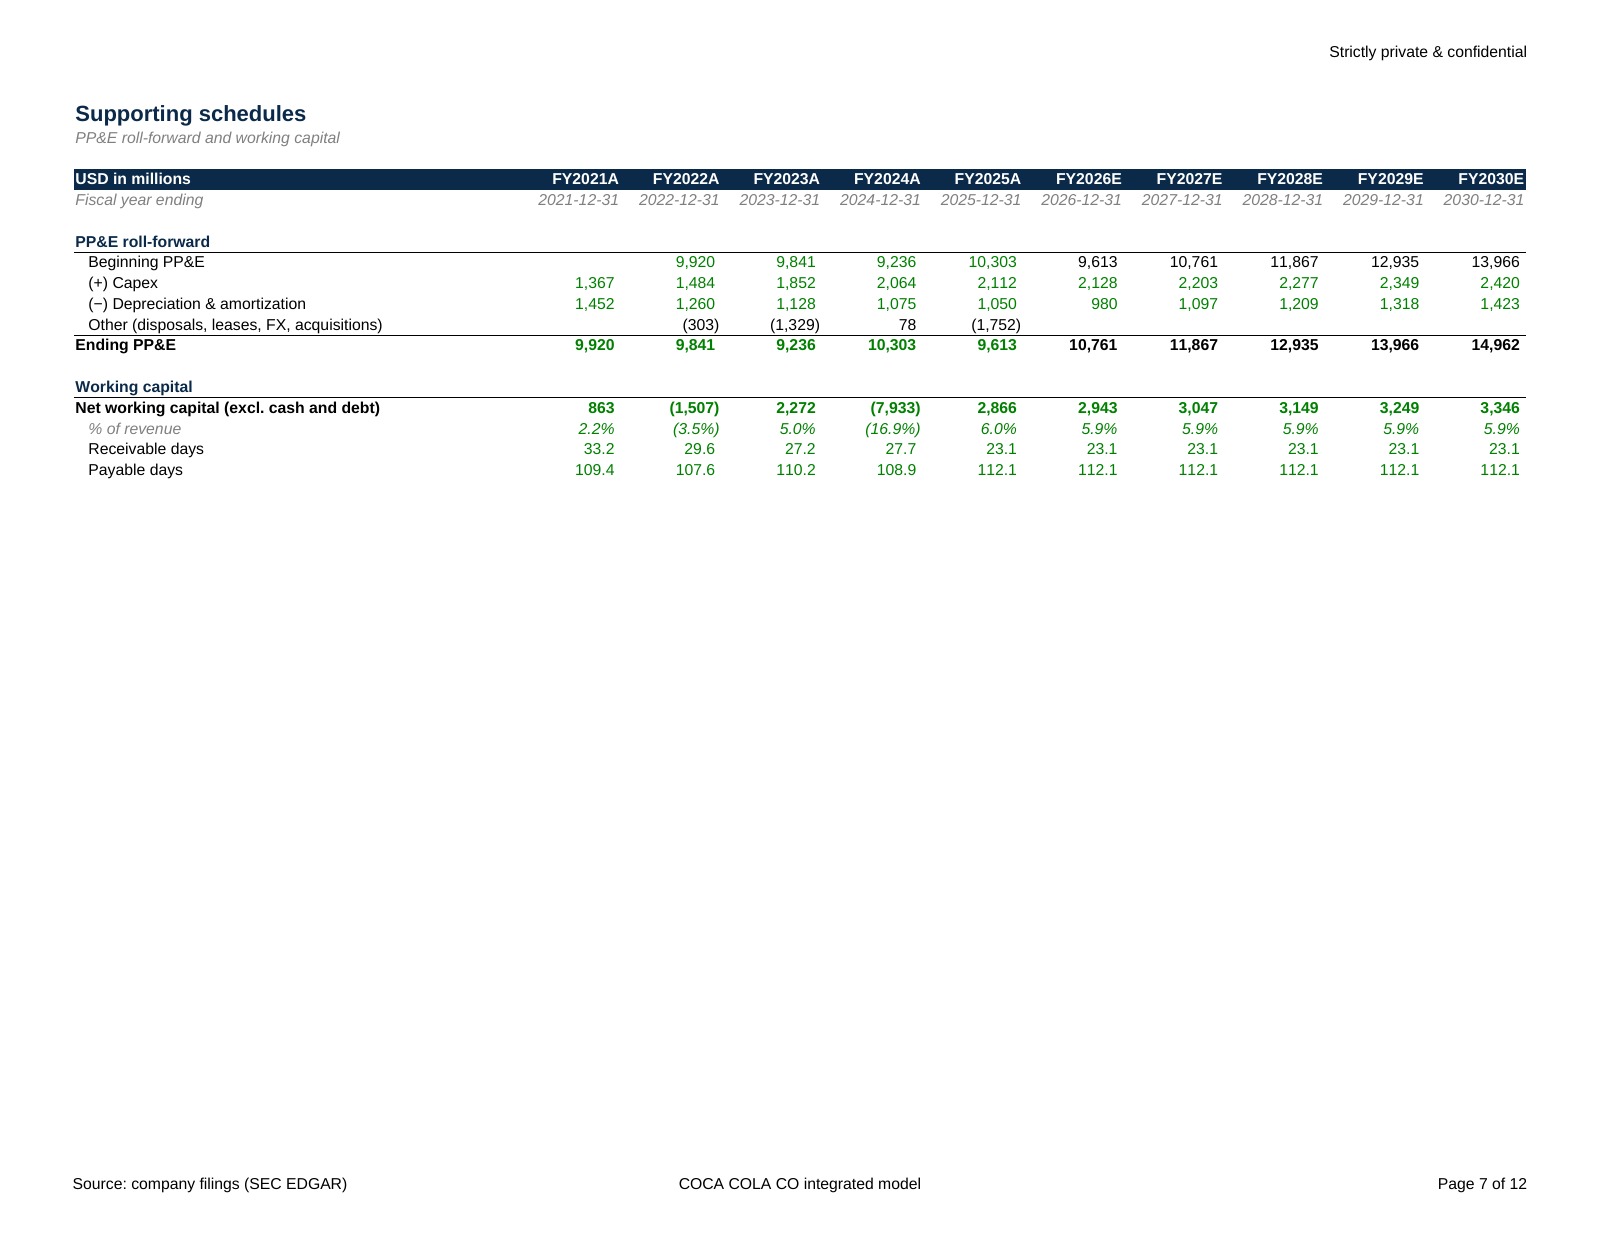 Strictly private & confidential
Supporting schedules
PP&E roll-forward and working capital
USD in millions FY2021A FY2022A FY2023A FY2024A FY2025A FY2026E FY2027E FY2028E FY2029E FY2030E
Fiscal year ending 2021-12-31 2022-12-31 2023-12-31 2024-12-31 2025-12-31 2026-12-31 2027-12-31 2028-12-31 2029-12-31 2030-12-31
PP&E roll-forward
Beginning PP&E 9,920 9,841 9,236 10,303 9,613 10,761 11,867 12,935 13,966
(+) Capex 1,367 1,484 1,852 2,064 2,112 2,128 2,203 2,277 2,349 2,420
(−) Depreciation & amortization 1,452 1,260 1,128 1,075 1,050 980 1,097 1,209 1,318 1,423
Other (disposals, leases, FX, acquisitions) (303) (1,329) 78 (1,752)
Ending PP&E 9,920 9,841 9,236 10,303 9,613 10,761 11,867 12,935 13,966 14,962
Working capital
Net working capital (excl. cash and debt) 863 (1,507) 2,272 (7,933) 2,866 2,943 3,047 3,149 3,249 3,346
% of revenue 2.2% (3.5%) 5.0% (16.9%) 6.0% 5.9% 5.9% 5.9% 5.9% 5.9%
Receivable days 33.2 29.6 27.2 27.7 23.1 23.1 23.1 23.1 23.1 23.1
Payable days 109.4 107.6 110.2 108.9 112.1 112.1 112.1 112.1 112.1 112.1
Source: company filings (SEC EDGAR) COCA COLA CO integrated model Page 7 of 12